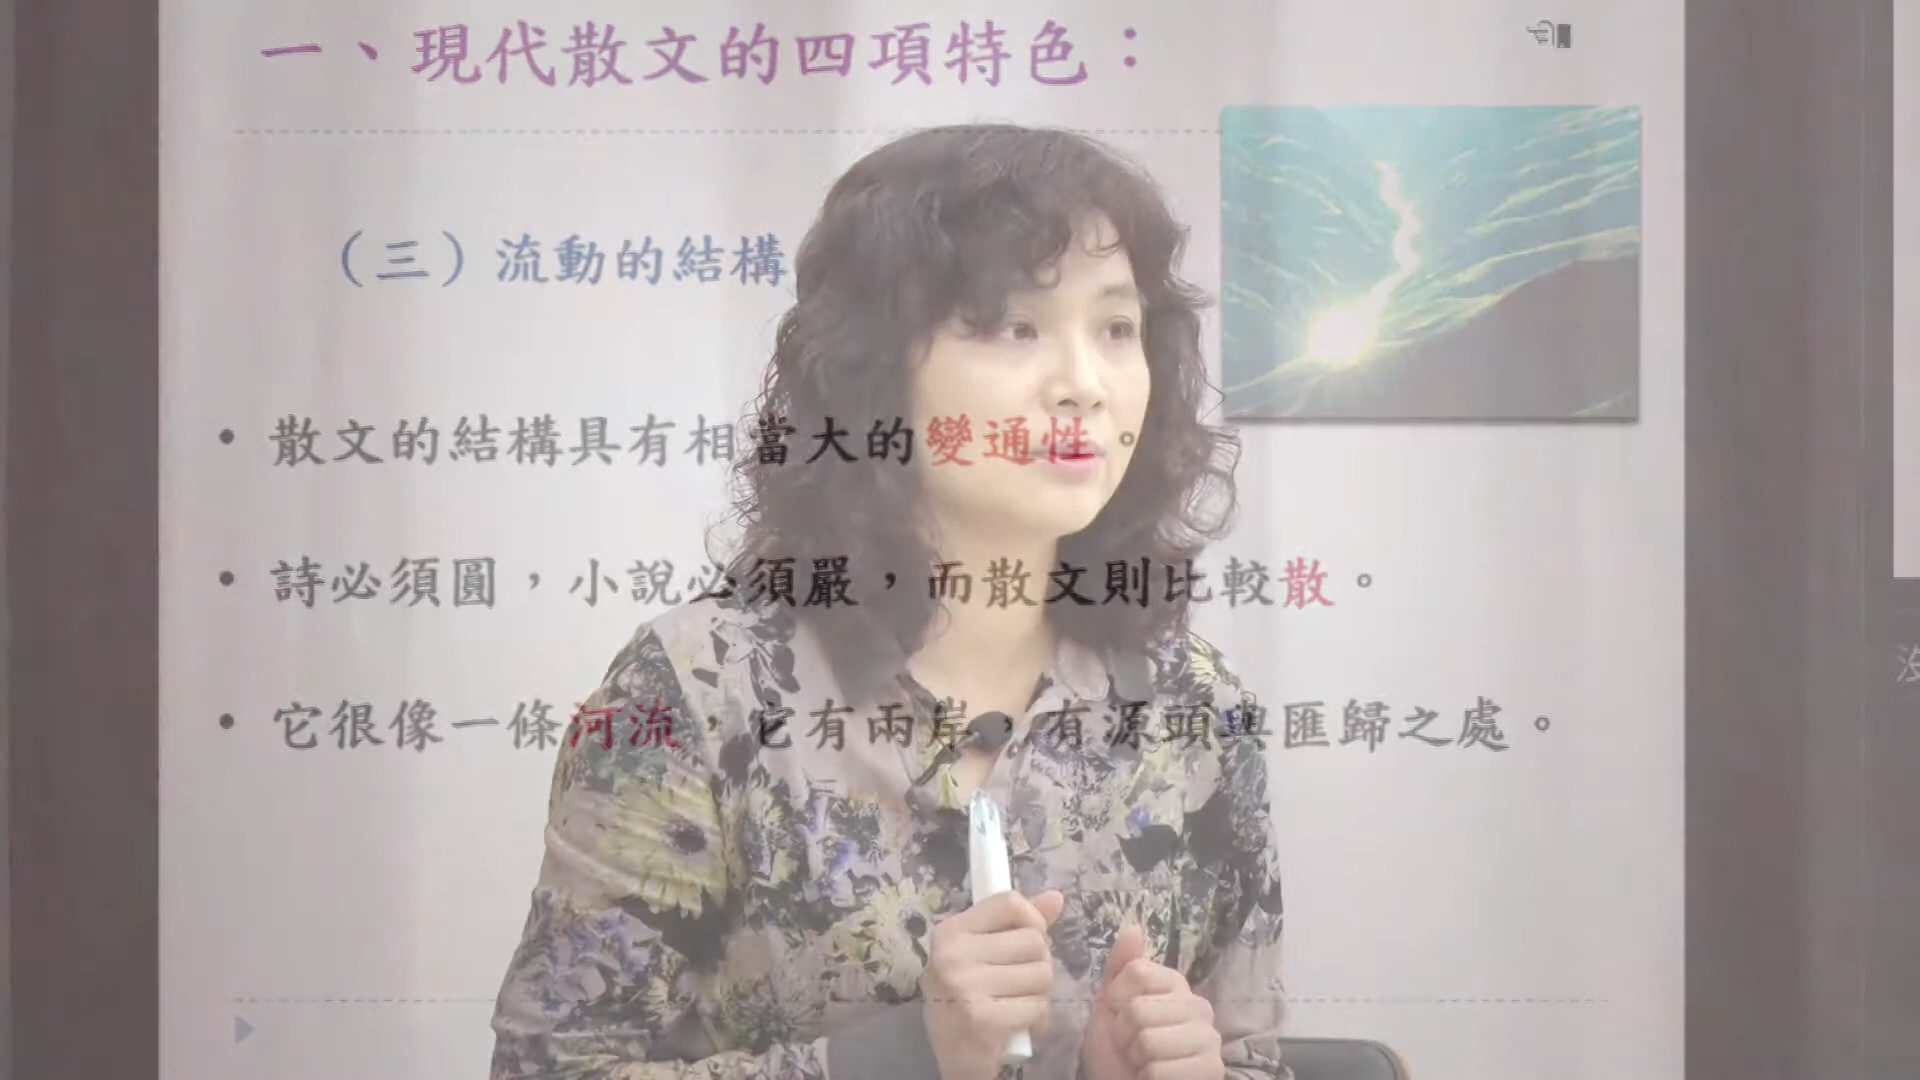 一、現代散文的四項特色：
（三）流動的結構
• 散文的結構具有相當大的變通性。
• 詩必須圓，小說必須嚴，而散文則比較散。
• 它很像一條河流，它有兩岸，有源頭與匯歸之處。